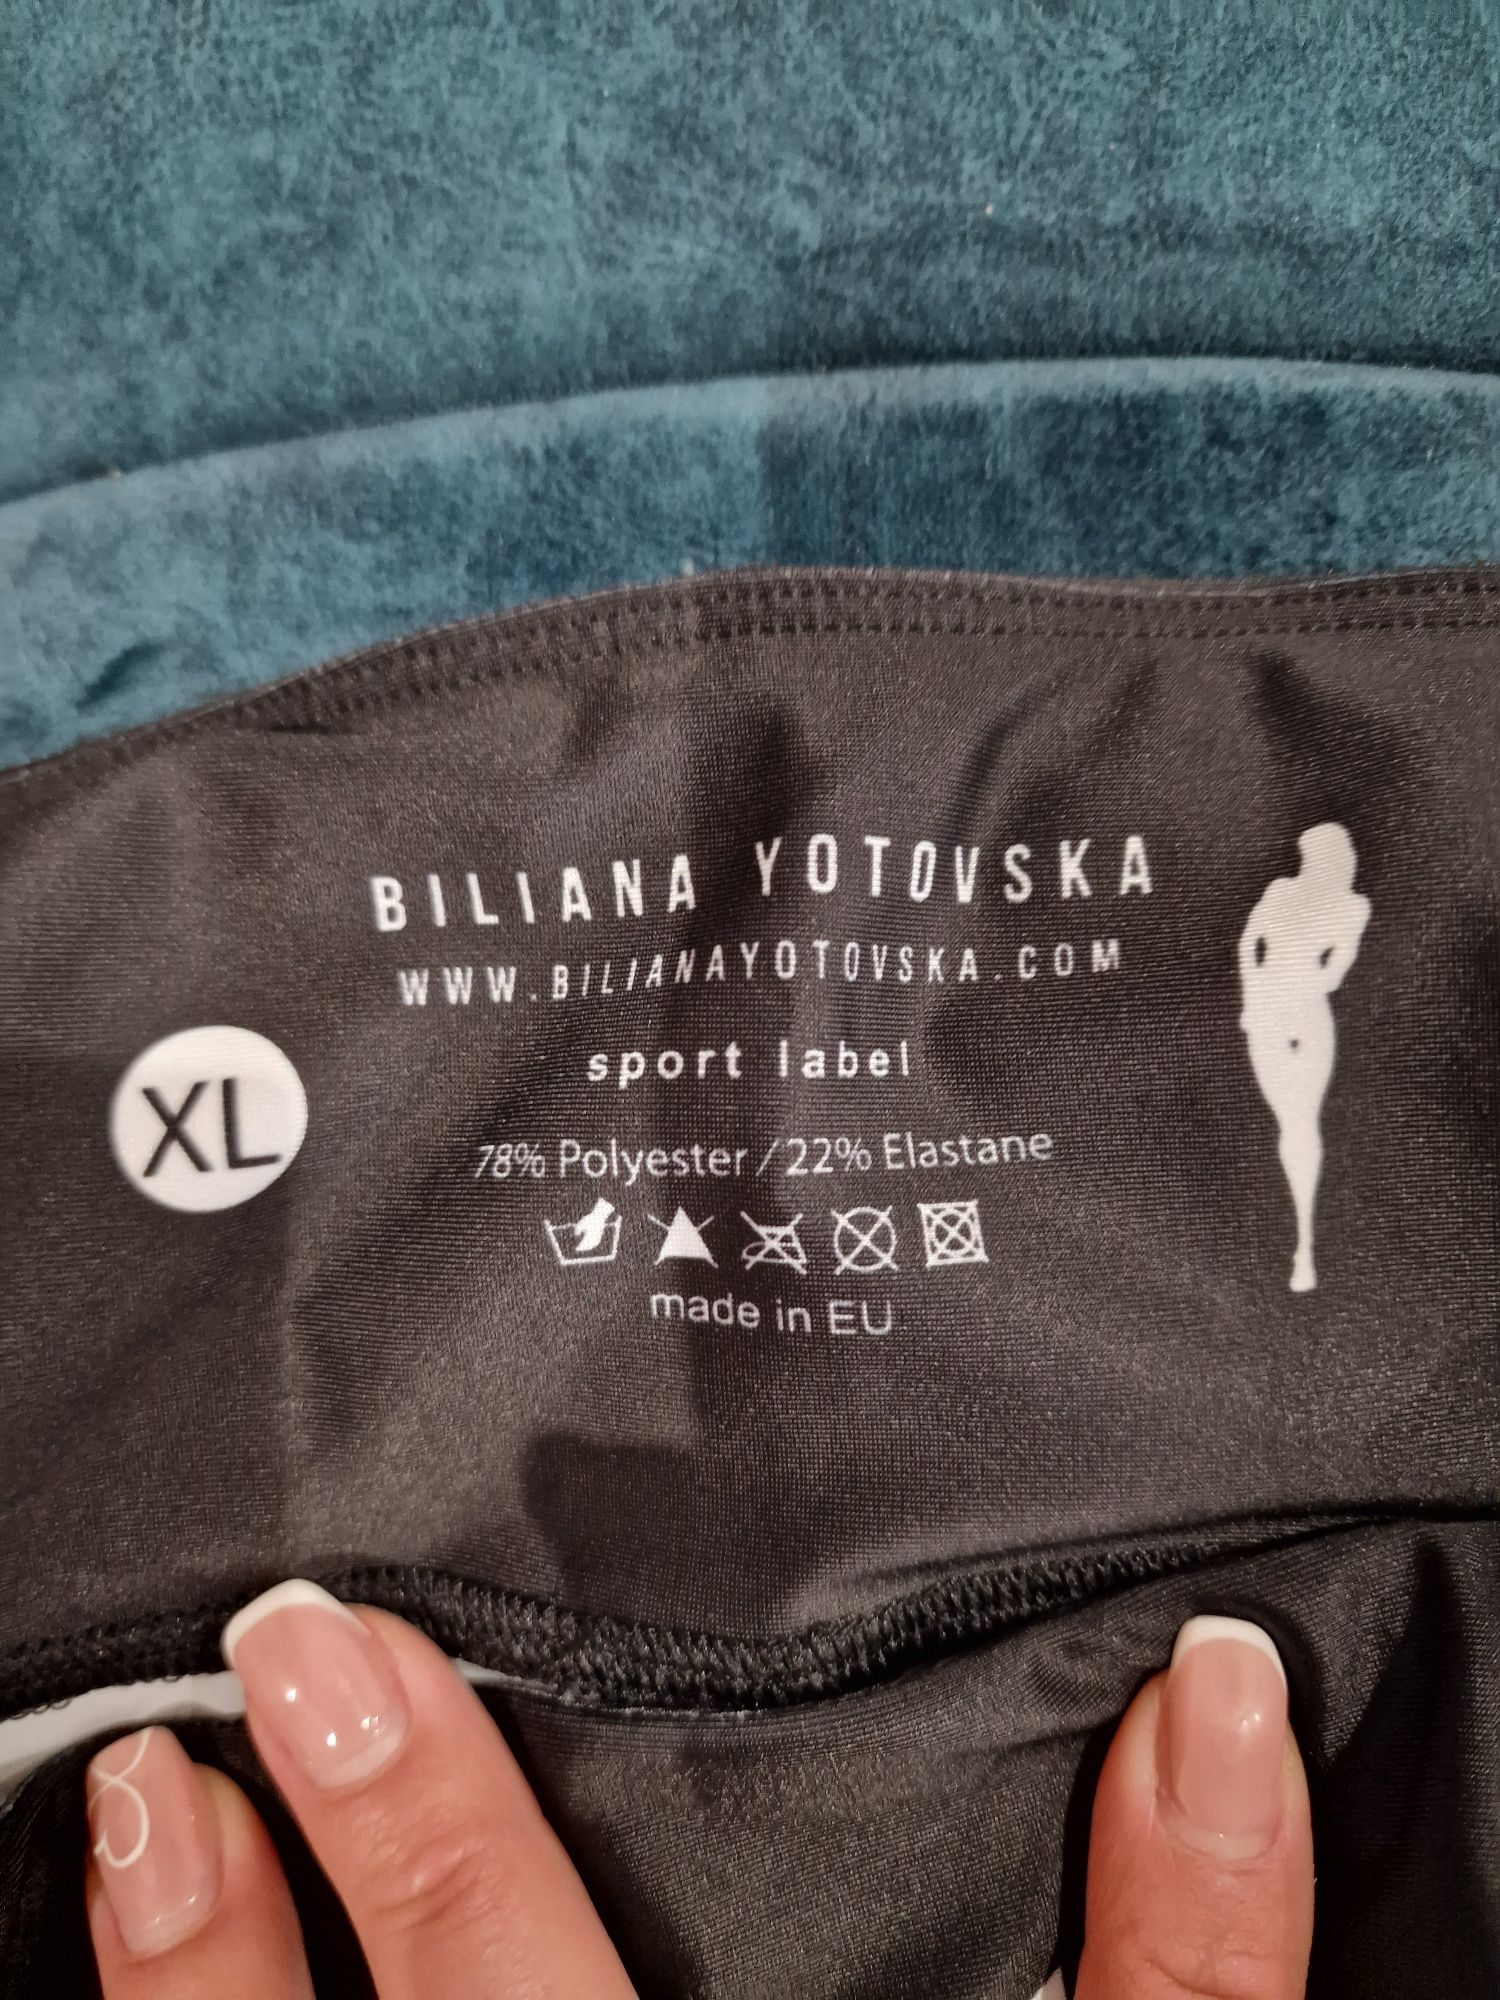 BILIANA YOTOVSKA
WWW.BILIANAYOTOVSKA.COM
sport label
XL
78% Polyester / 22% Elastane
made in EU